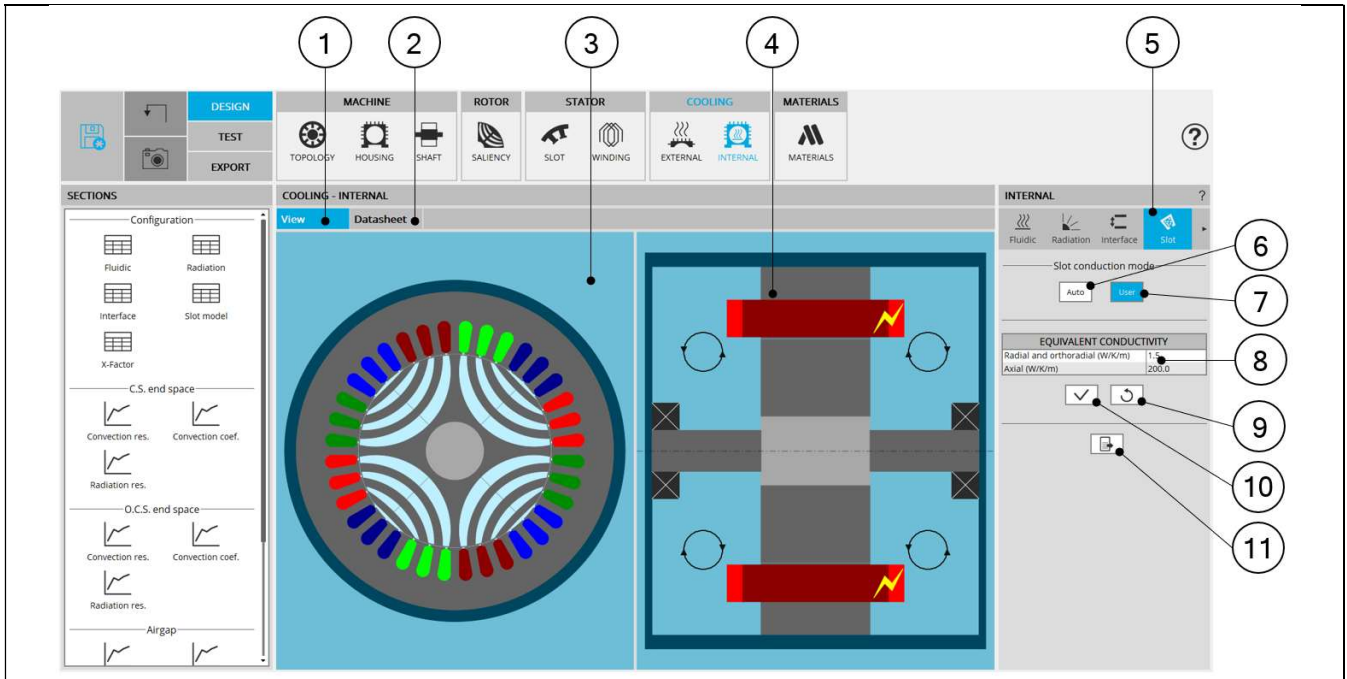 1
2
3
4
5
DESIGN
TEST
EXPORT
MACHINE
TOPOLOGY
HOUSING
SHAFT
ROTOR
SALIENCY
STATOR
SLOT
WINDING
COOLING
EXTERNAL
INTERNAL
MATERIALS
MATERIALS
?
SECTIONS
Configuration
Fluidic
Radiation
Interface
Slot model
X-Factor
C.S. end space
Convection res.
Convection coef.
Radiation res.
O.C.S. end space
Convection res.
Convection coef.
Radiation res.
Airgap
COOLING - INTERNAL
View
Datasheet
INTERNAL
?
Fluidic
Radiation
Interface
Slot
Slot conduction mode
Auto
User
EQUIVALENT CONDUCTIVITY
Radial and orthoradial (W/K/m) 1.5
Axial (W/K/m) 200.0
6
7
8
9
10
11